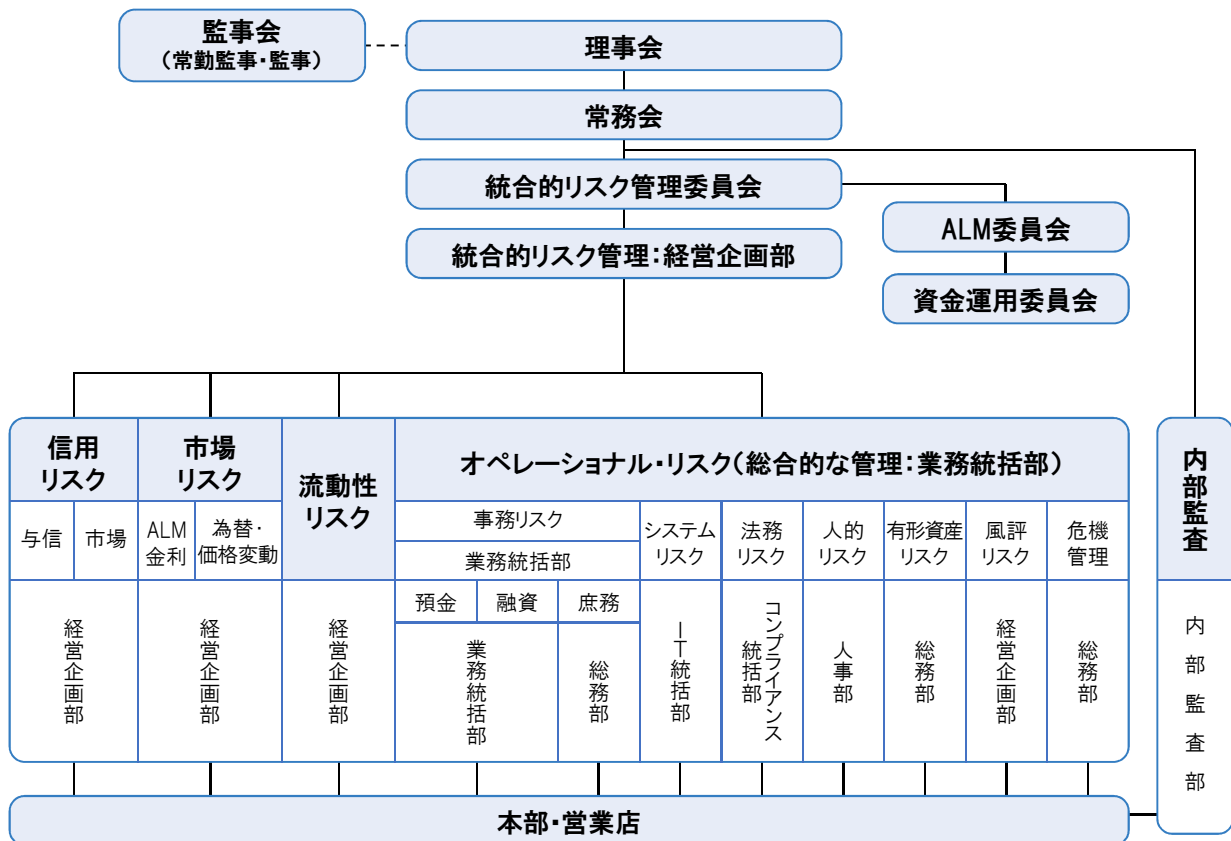 監事会
（常勤監事・監事）
理事会
常務会
統合的リスク管理委員会
統合的リスク管理：経営企画部
ALM委員会
資金運用委員会
信用
リスク
市場
リスク
流動性
リスク
オペレーショナル・リスク（総合的な管理：業務統括部）
与信
市場
ALM
金利
為替・
価格変動
事務リスク
業務統括部
預金
融資
庶務
システム
リスク
法務
リスク
人的
リスク
有形資産
リスク
風評
リスク
危機
管理
経営企画部
経営企画部
経営企画部
業務統括部
総務部
IT統括部
コンプライアンス
統括部
人事部
総務部
経営企画部
総務部
内部監査
内部監査部
本部・営業店